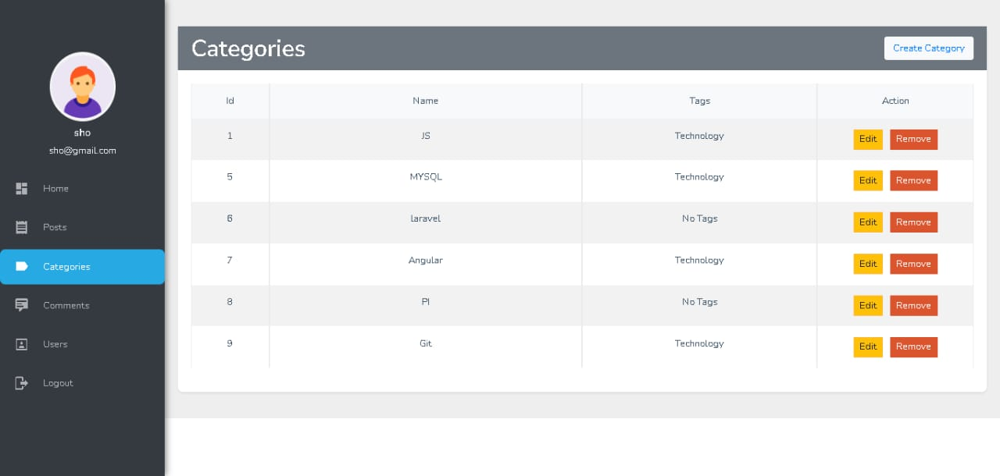 sho
sho@gmail.com
Home
Posts
Categories
Comments
Users
Logout
Categories
Create Category
Id Name Tags Action
1 JS Technology Edit Remove
5 MYSQL Technology Edit Remove
6 laravel No Tags Edit Remove
7 Angular Technology Edit Remove
8 PI No Tags Edit Remove
9 Git Technology Edit Remove